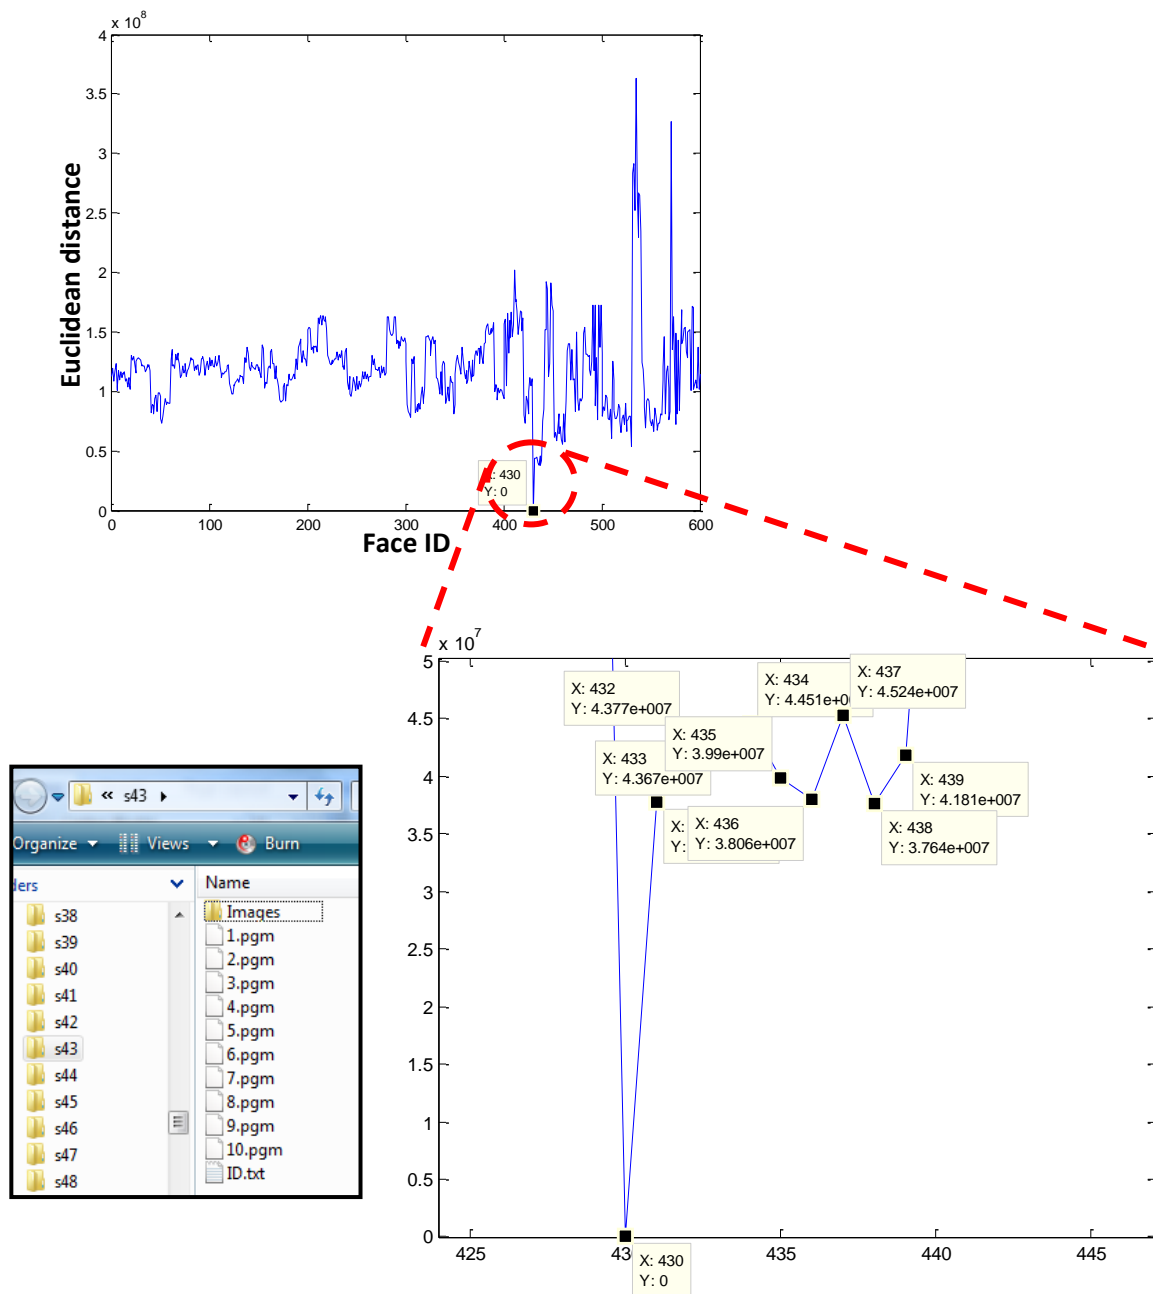 x 10^8
4
3.5
3
2.5
2
1.5
1
0.5
0
Euclidean distance
X: 430
Y: 0
0 100 200 300 400 500 600
Face ID
x 10^7
5
4
3.5
3
2.5
2
1.5
1
0.5
0
X: 432
Y: 4.377e+007
X: 433
Y: 4.367e+007
X: 435
Y: 3.99e+007
X: 434
Y: 4.451e+0
X: 437
Y: 4.524e+007
X:
Y:
X: 436
Y: 3.806e+007
X: 439
Y: 4.181e+007
X: 438
Y: 3.764e+007
X: 430
Y: 0
425 430 435 440 445
« s43
Organize Views Burn
ders
s38
s39
s40
s41
s42
s43
s44
s45
s46
s47
s48
Name
Images
1.pgm
2.pgm
3.pgm
4.pgm
5.pgm
6.pgm
7.pgm
8.pgm
9.pgm
10.pgm
ID.txt